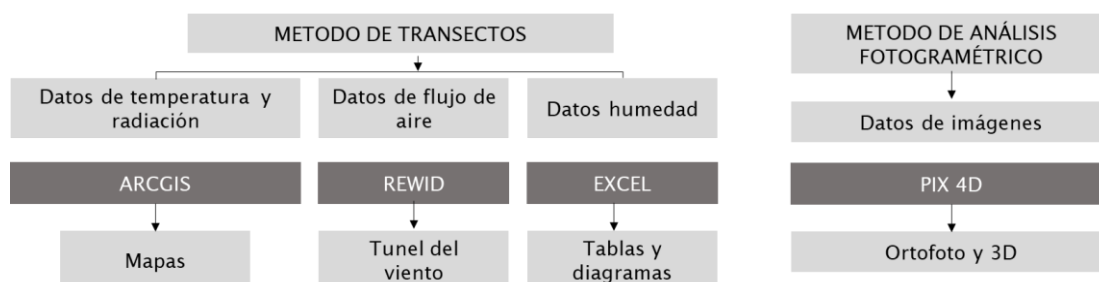 METODO DE TRANSECTOS
Datos de temperatura y
radiación
Datos de flujo de
aire
Datos humedad
ARCGIS
REWID
EXCEL
Mapas
Tunel del
viento
Tablas y
diagramas
METODO DE ANÁLISIS
FOTOGRAMÉTRICO
Datos de imágenes
PIX 4D
Ortofoto y 3D